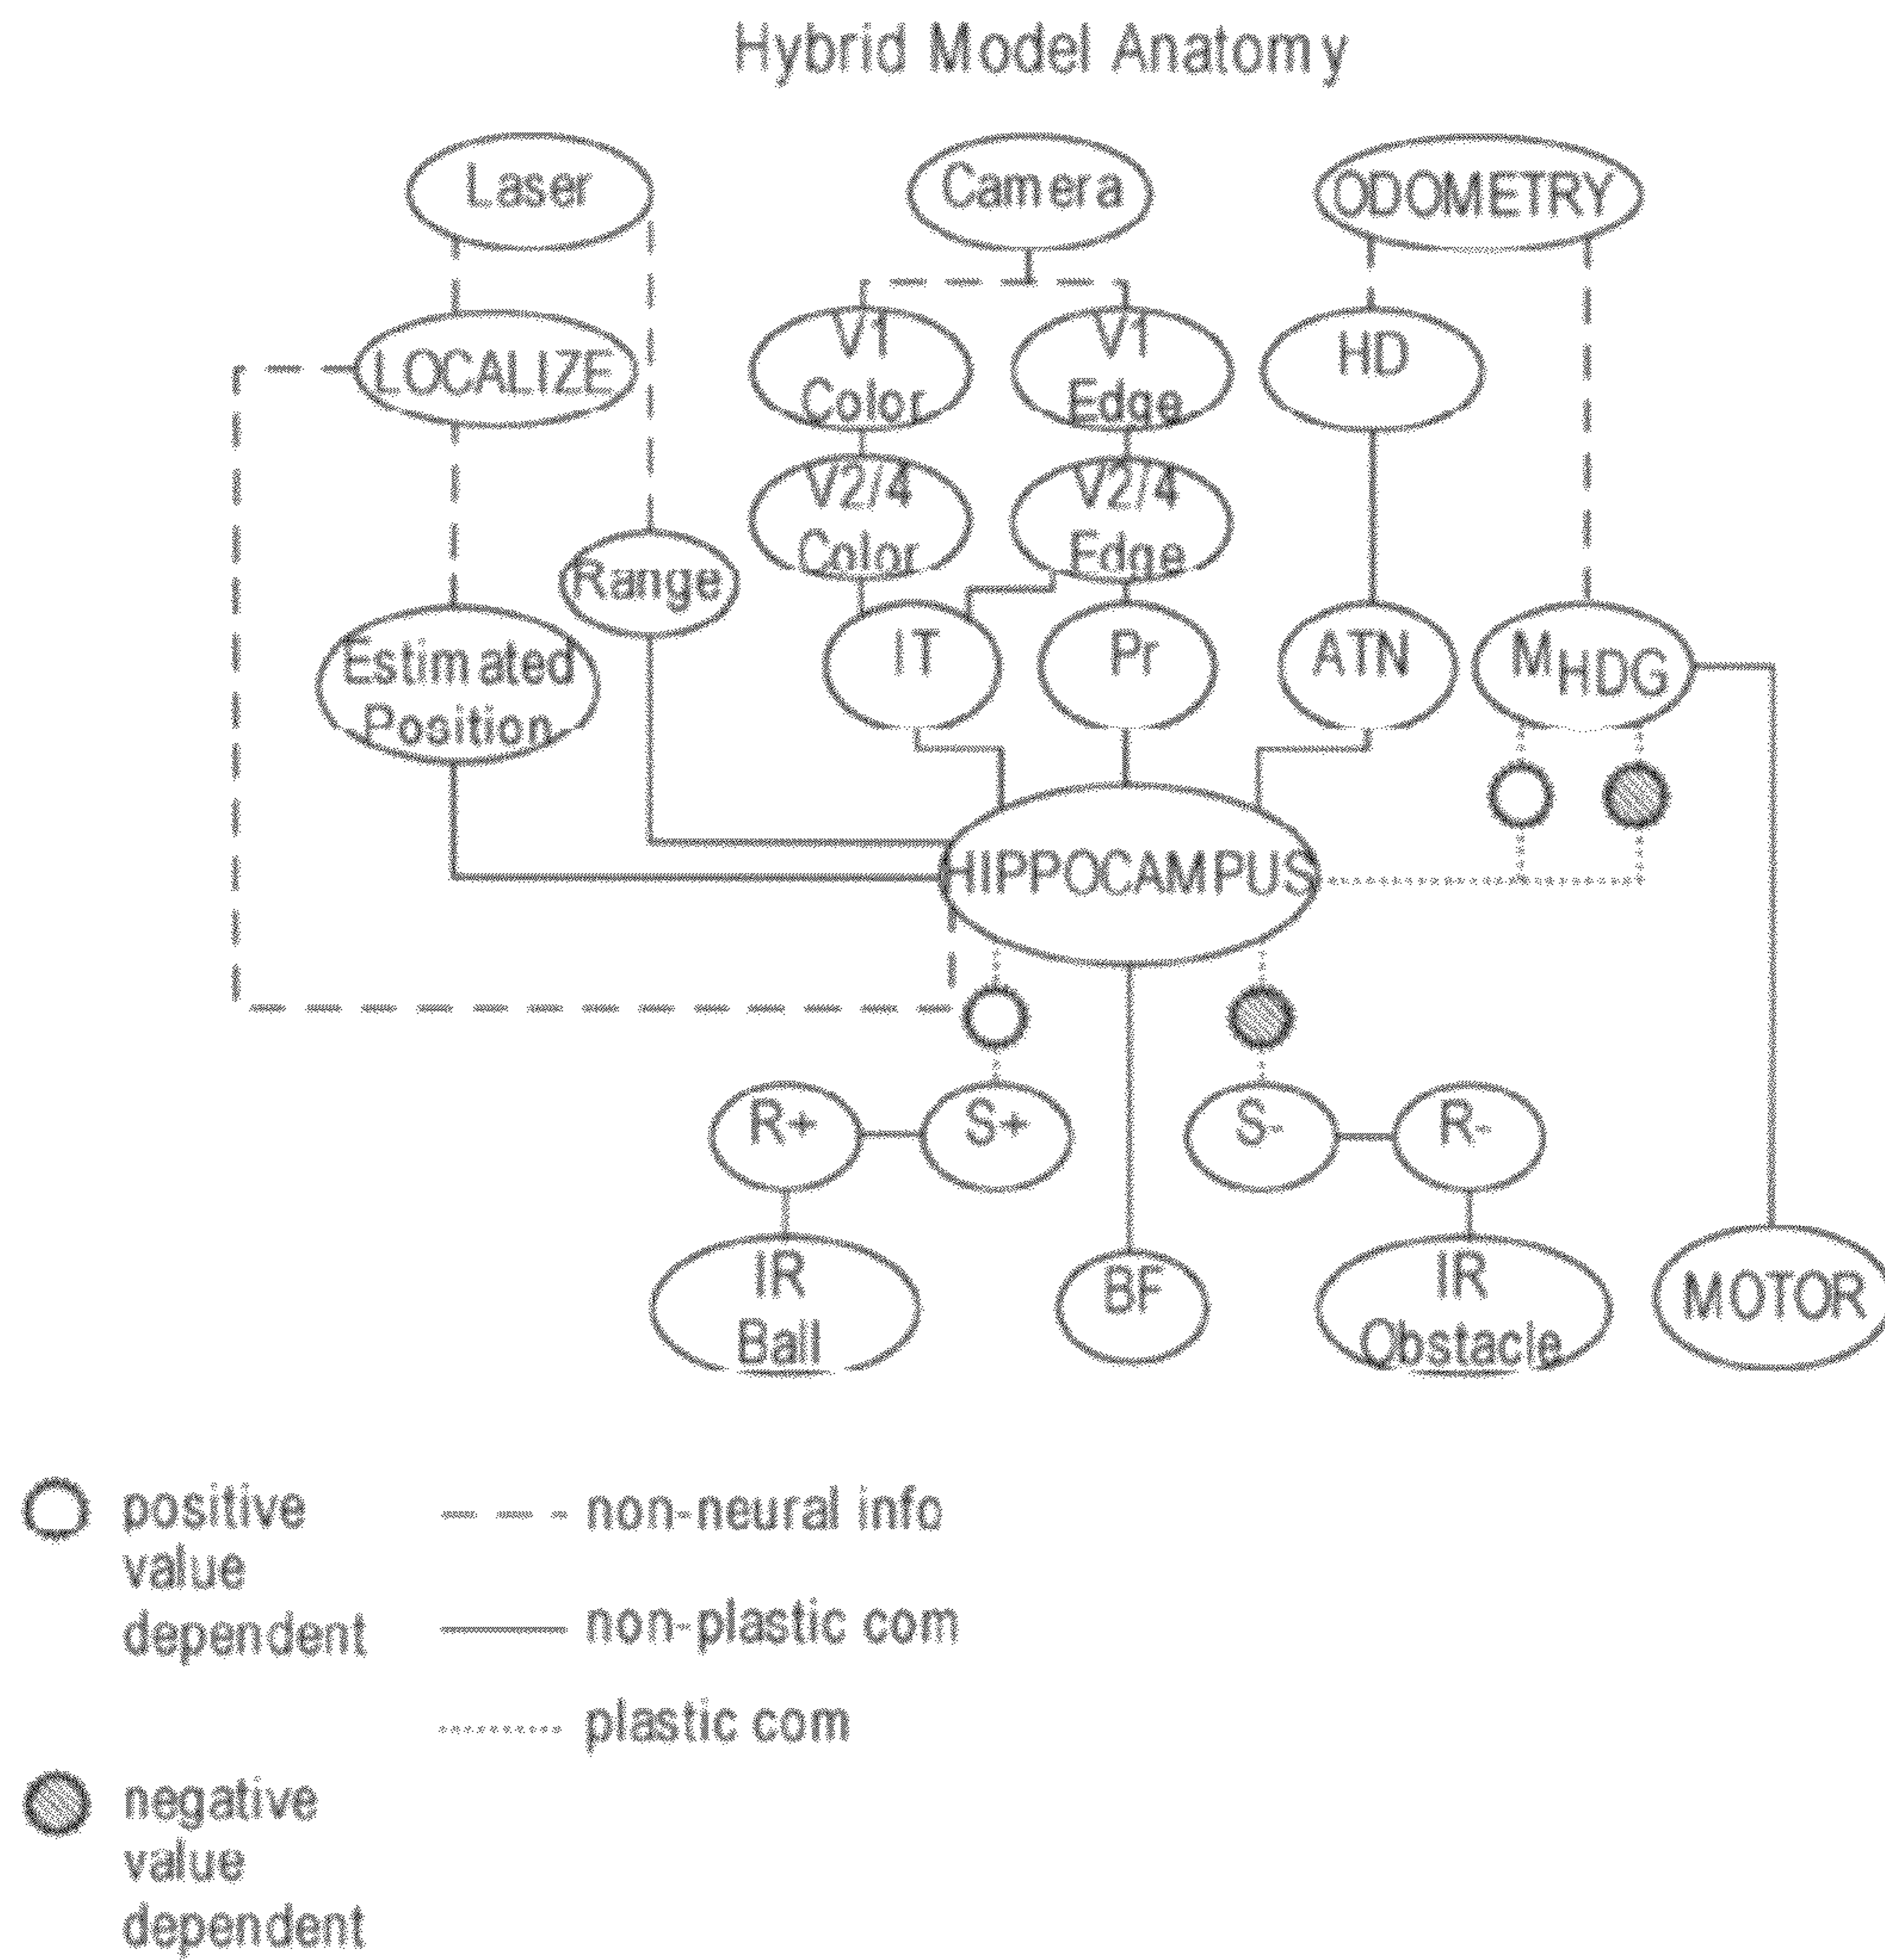 Hybrid Model Anatomy
Laser
Camera
ODOMETRY
LOCALIZE
V1
Color
V1
Edge
HD
V2/4
Color
V2/4
Edge
Range
Estimated
Position
IT
Pr
ATN
MHDG
HIPPOCAMPUS
R+
S+
S-
R-
IR
Ball
BF
IR
Obstacle
MOTOR
positive
value
dependent
non-neural info
non-plastic com
plastic com
negative
value
dependent